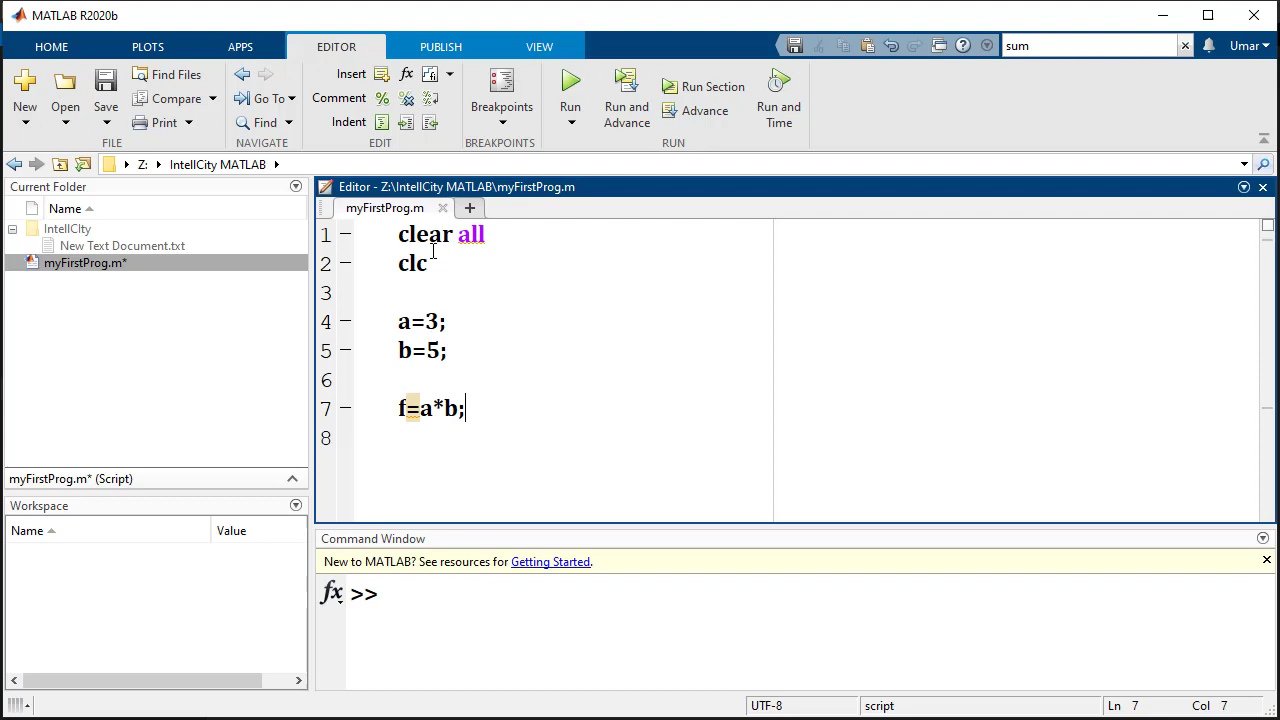 MATLAB R2020b
HOME PLOTS APPS EDITOR PUBLISH VIEW sum Umar
New Open Save Find Files Compare Print Go To Find Insert Comment Indent fx Breakpoints Run Run and Advance Run Section Advance Run and Time
FILE NAVIGATE EDIT BREAKPOINTS RUN
Z: IntellCity MATLAB
Current Folder
Name
IntellCIty
New Text Document.txt
myFirstProg.m*
myFirstProg.m* (Script)
Workspace
Name Value
Editor - Z:\IntellCity MATLAB\myFirstProg.m
myFirstProg.m
1 clear all
2 clc
3
4 a=3;
5 b=5;
6
7 f=a*b;
8
Command Window
New to MATLAB? See resources for Getting Started.
fx >>
UTF-8 script Ln 7 Col 7